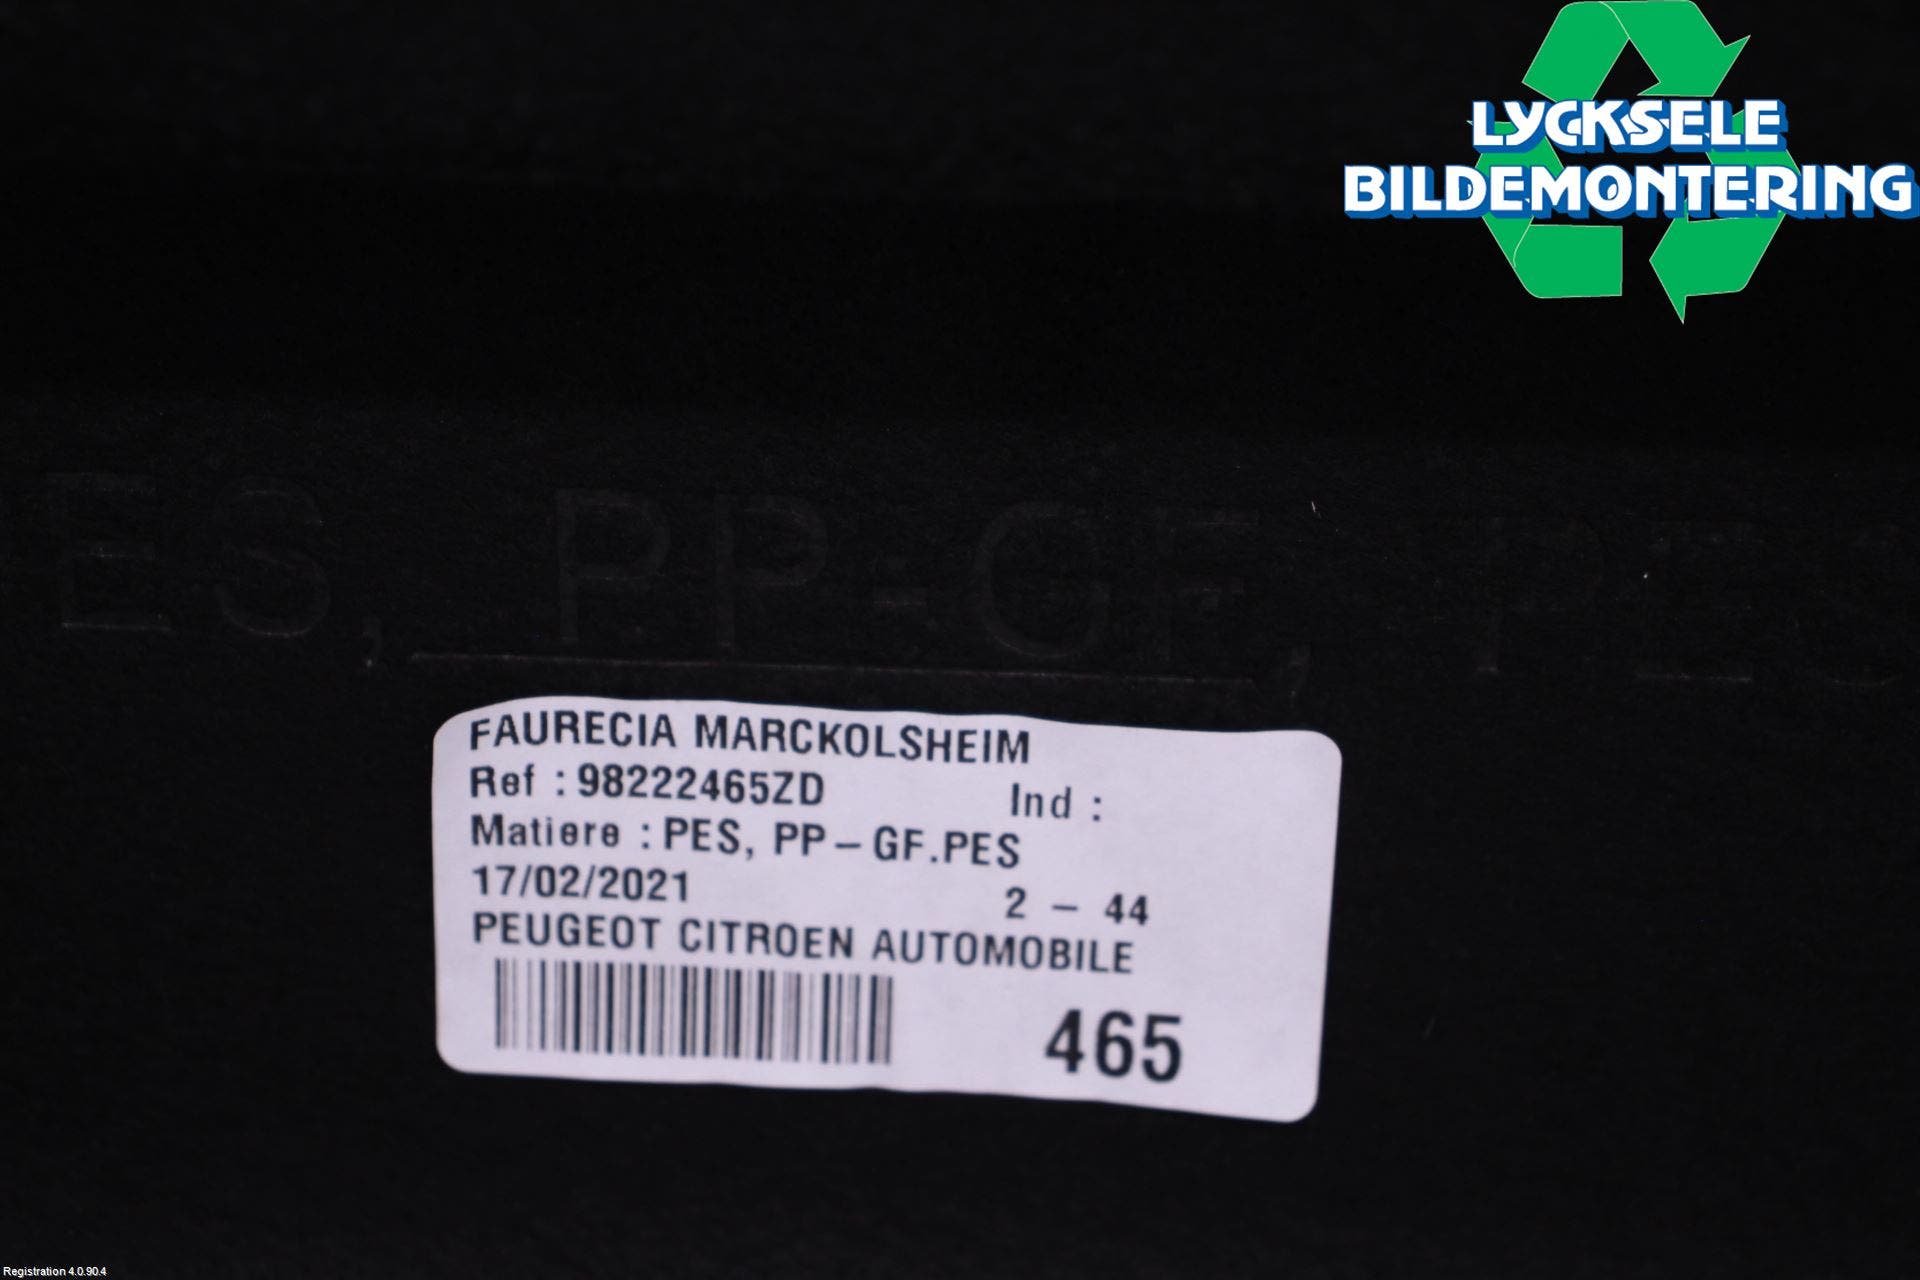 LYCKSELE
BILDEMONTERING
ES, PP-GF, PES
FAURECIA MARCKOLSHEIM
Ref : 98222465ZD Ind :
Matiere : PES, PP-GF.PES
17/02/2021 2 - 44
PEUGEOT CITROEN AUTOMOBILE
465
Registration 4.0.90.4